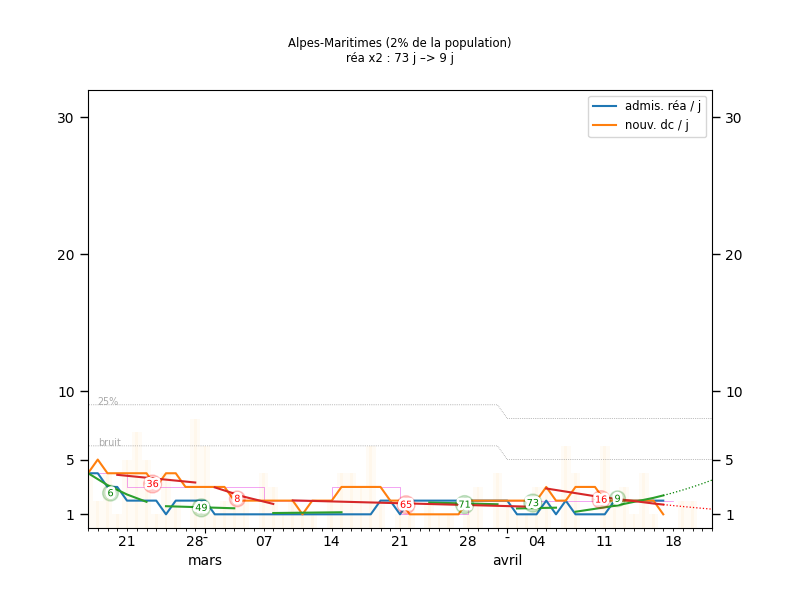 Alpes-Maritimes (2% de la population)
réa x2 : 73 j –> 9 j
admis. réa / j
nouv. dc / j
30 30
20 20
10 10
25%
bruit
5 5
1 1
36 6 49 8 65 71 73 16 9
21 28 07 14 21 28 04 11 18
mars avril